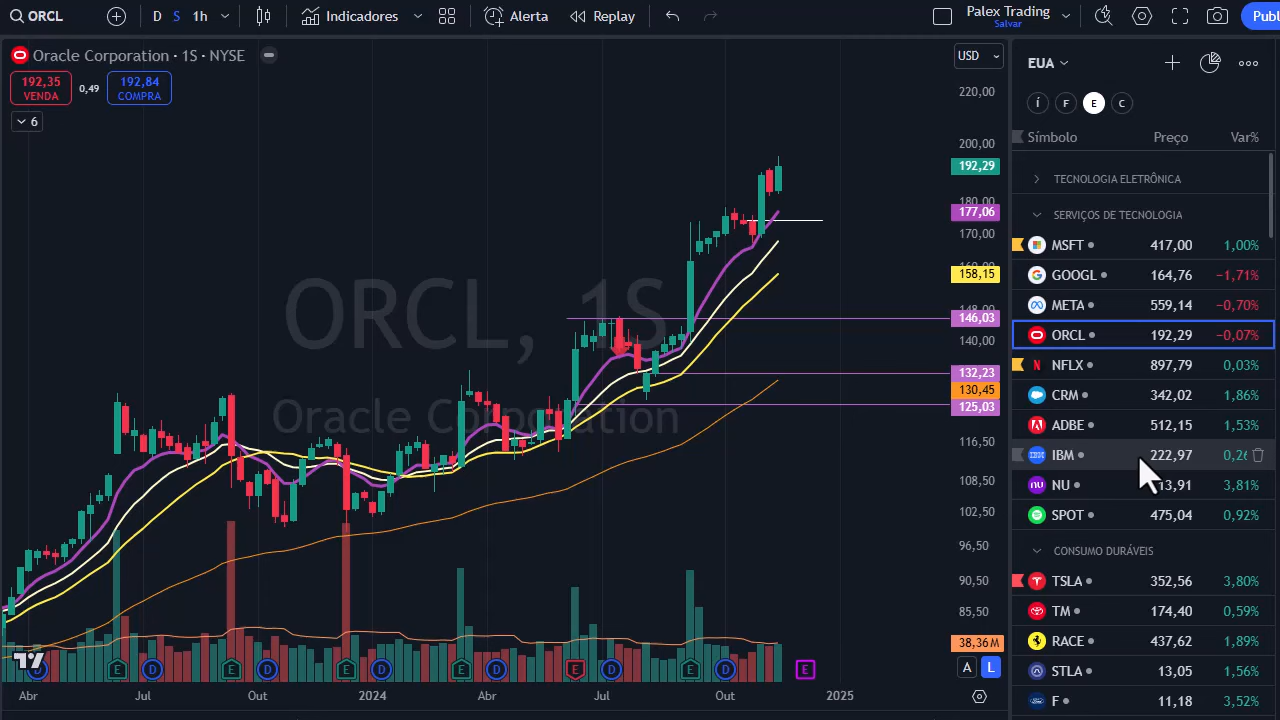 ORCL
D S 1h Indicadores Alerta Replay
Palex Trading
Salvar
Publ
Oracle Corporation · 1S · NYSE
192,35
VENDA
0,49
192,84
COMPRA
6
USD
220,00
200,00
192,29
180,00
177,06
170,00
158,15
146,03
140,00
132,23
130,45
125,03
116,50
108,50
102,50
96,50
90,50
85,50
38,36M
ORCL, 1S
Oracle Corporation
E D E D E D E D E D E D E
A L
Abr Jul Out 2024 Abr Jul Out 2025
EUA
Í F E C
Símbolo Preço Var%
TECNOLOGIA ELETRÔNICA
SERVIÇOS DE TECNOLOGIA
MSFT 417,00 1,00%
GOOGL 164,76 −1,71%
META 559,14 −0,70%
ORCL 192,29 −0,07%
NFLX 897,79 0,03%
CRM 342,02 1,86%
ADBE 512,15 1,53%
IBM 222,97 0,26
NU 13,91 3,81%
SPOT 475,04 0,92%
CONSUMO DURÁVEIS
TSLA 352,56 3,80%
TM 174,40 0,59%
RACE 437,62 1,89%
STLA 13,05 1,56%
F 11,18 3,52%